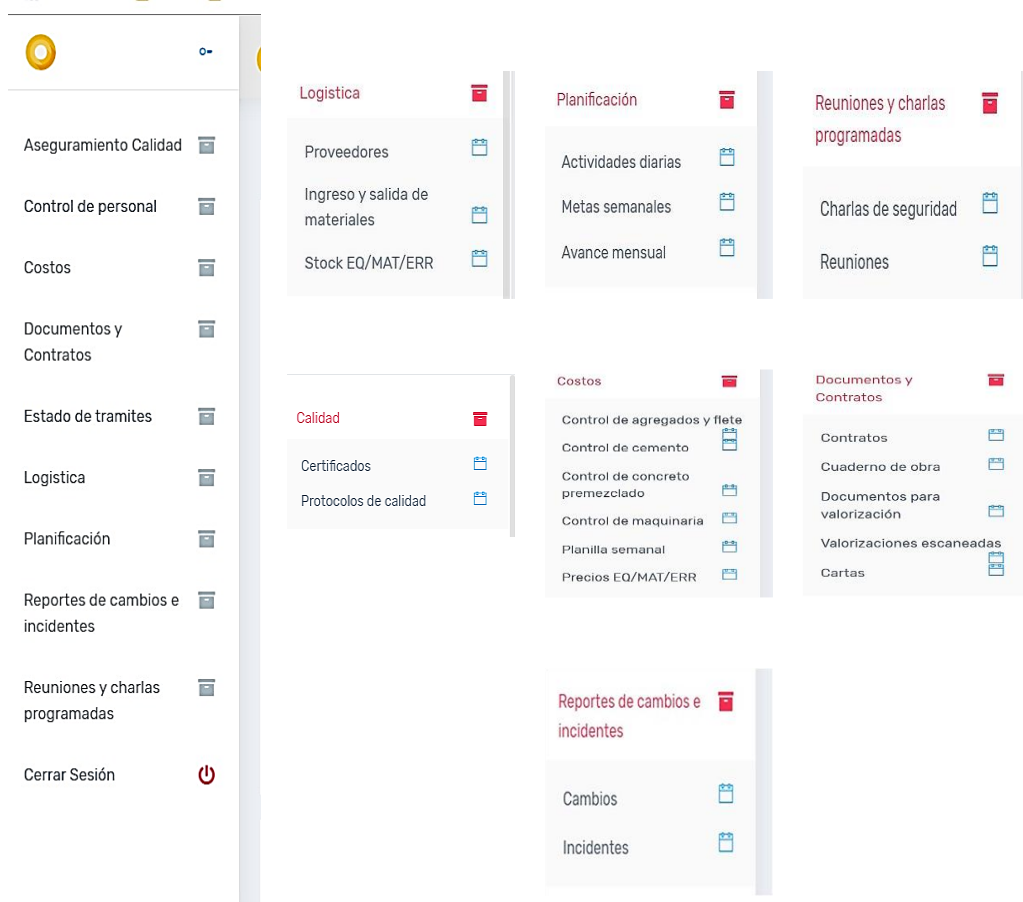 Aseguramiento Calidad
Control de personal
Costos
Documentos y
Contratos
Estado de tramites
Logistica
Planificación
Reportes de cambios e
incidentes
Reuniones y charlas
programadas
Cerrar Sesión
Logistica
Proveedores
Ingreso y salida de
materiales
Stock EQ/MAT/ERR
Planificación
Actividades diarias
Metas semanales
Avance mensual
Reuniones y charlas
programadas
Charlas de seguridad
Reuniones
Calidad
Certificados
Protocolos de calidad
Costos
Control de agregados y flete
Control de cemento
Control de concreto
premezclado
Control de maquinaria
Planilla semanal
Precios EQ/MAT/ERR
Documentos y
Contratos
Contratos
Cuaderno de obra
Documentos para
valorización
Valorizaciones escaneadas
Cartas
Reportes de cambios e
incidentes
Cambios
Incidentes